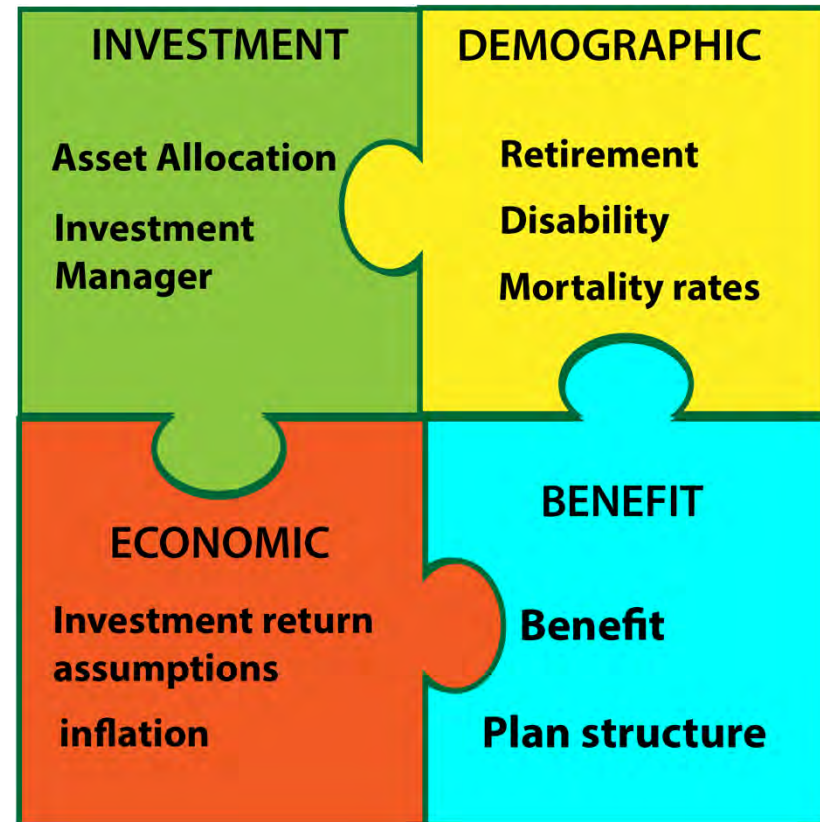 INVESTMENT
Asset Allocation
Investment
Manager
DEMOGRAPHIC
Retirement
Disability
Mortality rates
ECONOMIC
Investment return
assumptions
inflation
BENEFIT
Benefit
Plan structure